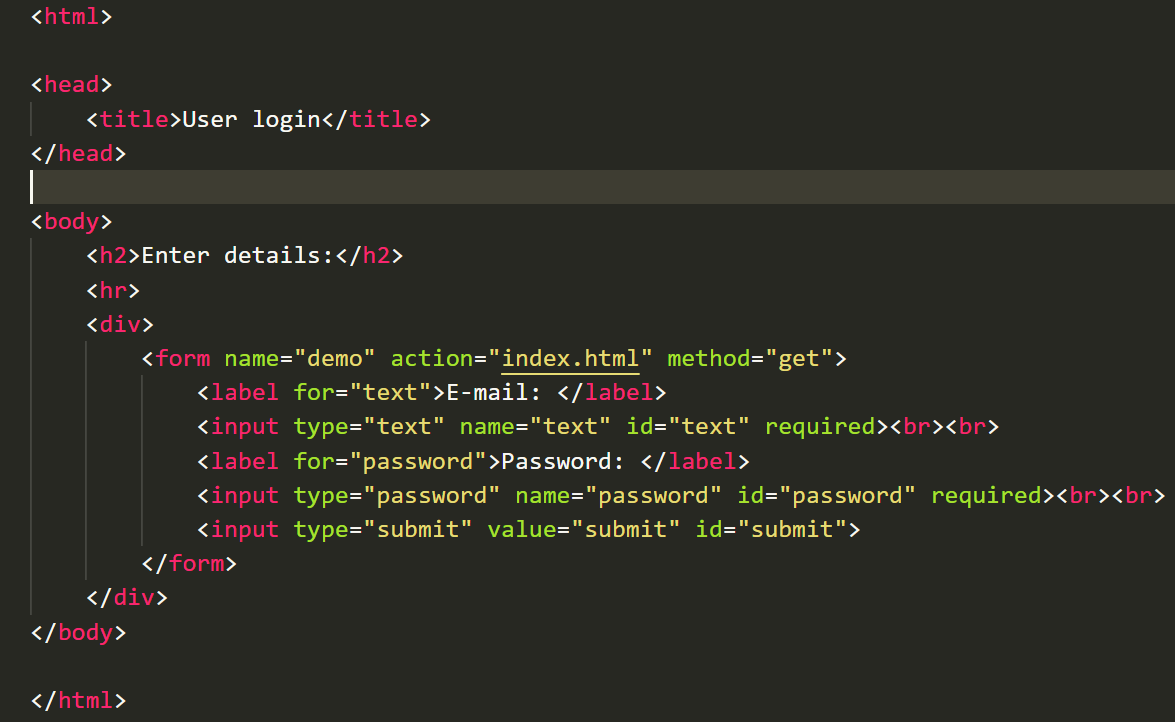 <html>
<head>
<title>User login</title>
</head>
<body>
<h2>Enter details:</h2>
<hr>
<div>
<form name="demo" action="index.html" method="get">
<label for="text">E-mail: </label>
<input type="text" name="text" id="text" required><br><br>
<label for="password">Password: </label>
<input type="password" name="password" id="password" required><br><br>
<input type="submit" value="submit" id="submit">
</form>
</div>
</body>
</html>